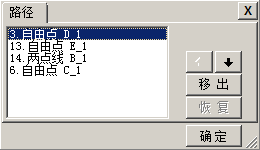 路径
X
3.自由点 D_1
13.自由点 E_1
14.两点线 B_1
6.自由点 C_1
移 出
恢 复
确 定